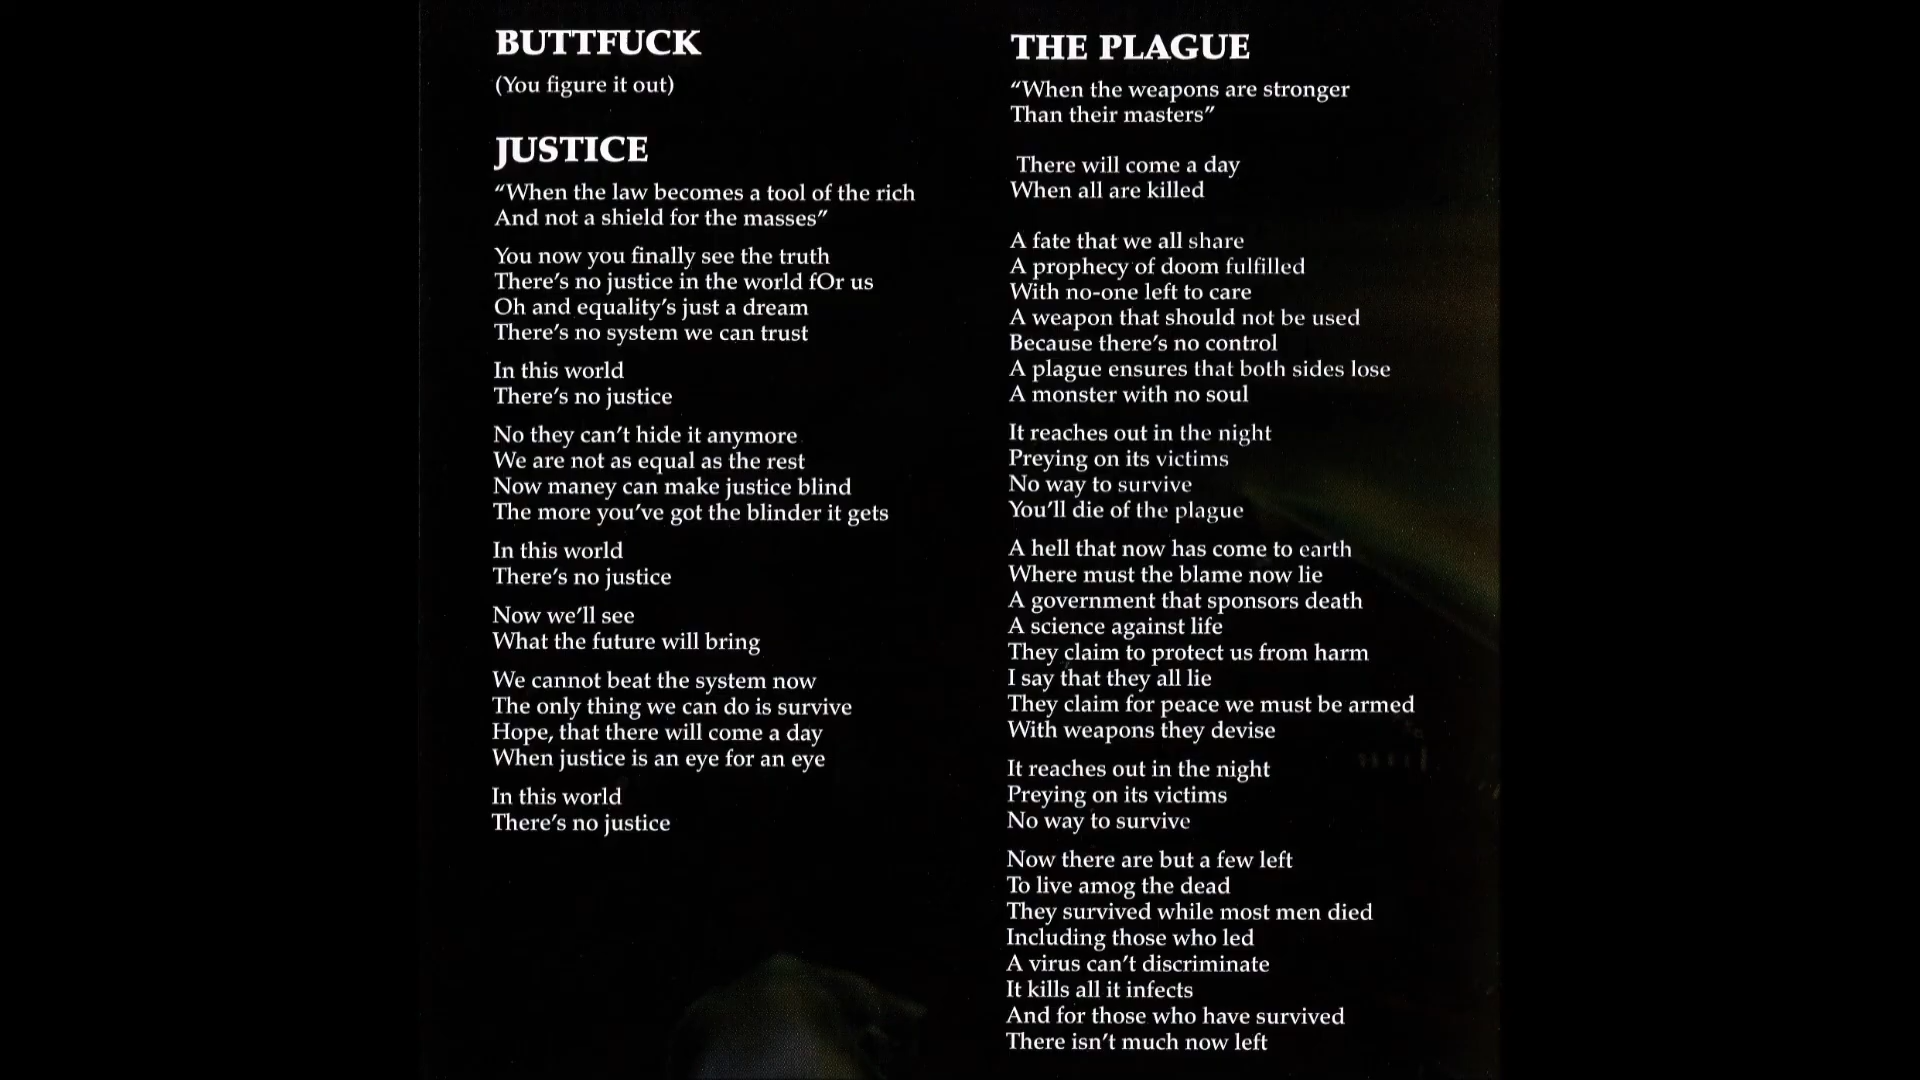 BUTTFUCK
(You figure it out)
JUSTICE
“When the law becomes a tool of the rich
And not a shield for the masses”
You now you finally see the truth
There’s no justice in the world fOr us
Oh and equality’s just a dream
There’s no system we can trust
In this world
There’s no justice
No they can’t hide it anymore
We are not as equal as the rest
Now maney can make justice blind
The more you’ve got the blinder it gets
In this world
There’s no justice
Now we’ll see
What the future will bring
We cannot beat the system now
The only thing we can do is survive
Hope, that there will come a day
When justice is an eye for an eye
In this world
There’s no justice
THE PLAGUE
“When the weapons are stronger
Than their masters”
There will come a day
When all are killed
A fate that we all share
A prophecy of doom fulfilled
With no-one left to care
A weapon that should not be used
Because there’s no control
A plague ensures that both sides lose
A monster with no soul
It reaches out in the night
Preying on its victims
No way to survive
You’ll die of the plague
A hell that now has come to earth
Where must the blame now lie
A government that sponsors death
A science against life
They claim to protect us from harm
I say that they all lie
They claim for peace we must be armed
With weapons they devise
It reaches out in the night
Preying on its victims
No way to survive
Now there are but a few left
To live amog the dead
They survived while most men died
Including those who led
A virus can’t discriminate
It kills all it infects
And for those who have survived
There isn’t much now left